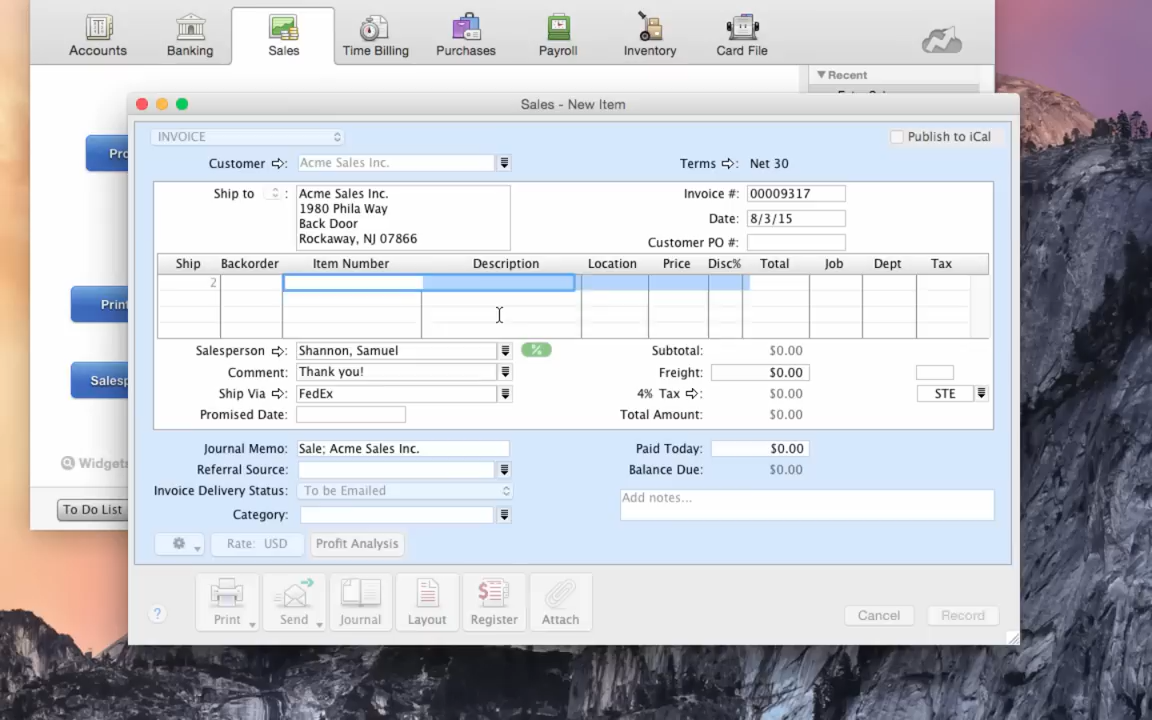 Accounts Banking Sales Time Billing Purchases Payroll Inventory Card File
Recent
Sales - New Item
INVOICE
Publish to iCal
Customer : Acme Sales Inc.
Terms : Net 30
Ship to : Acme Sales Inc.
1980 Phila Way
Back Door
Rockaway, NJ 07866
Invoice #: 00009317
Date: 8/3/15
Customer PO #:
Ship Backorder Item Number Description Location Price Disc% Total Job Dept Tax
2
Print
Salesperson : Shannon, Samuel
%
Subtotal: $0.00
Comment: Thank you!
Freight: $0.00
Ship Via : FedEx
4% Tax : $0.00
STE
Promised Date:
Total Amount: $0.00
Journal Memo: Sale; Acme Sales Inc.
Paid Today: $0.00
Referral Source:
Balance Due: $0.00
Invoice Delivery Status: To be Emailed
Add notes...
Category:
Rate: USD
Profit Analysis
To Do List
?
Print Send Journal Layout Register Attach
Cancel Record